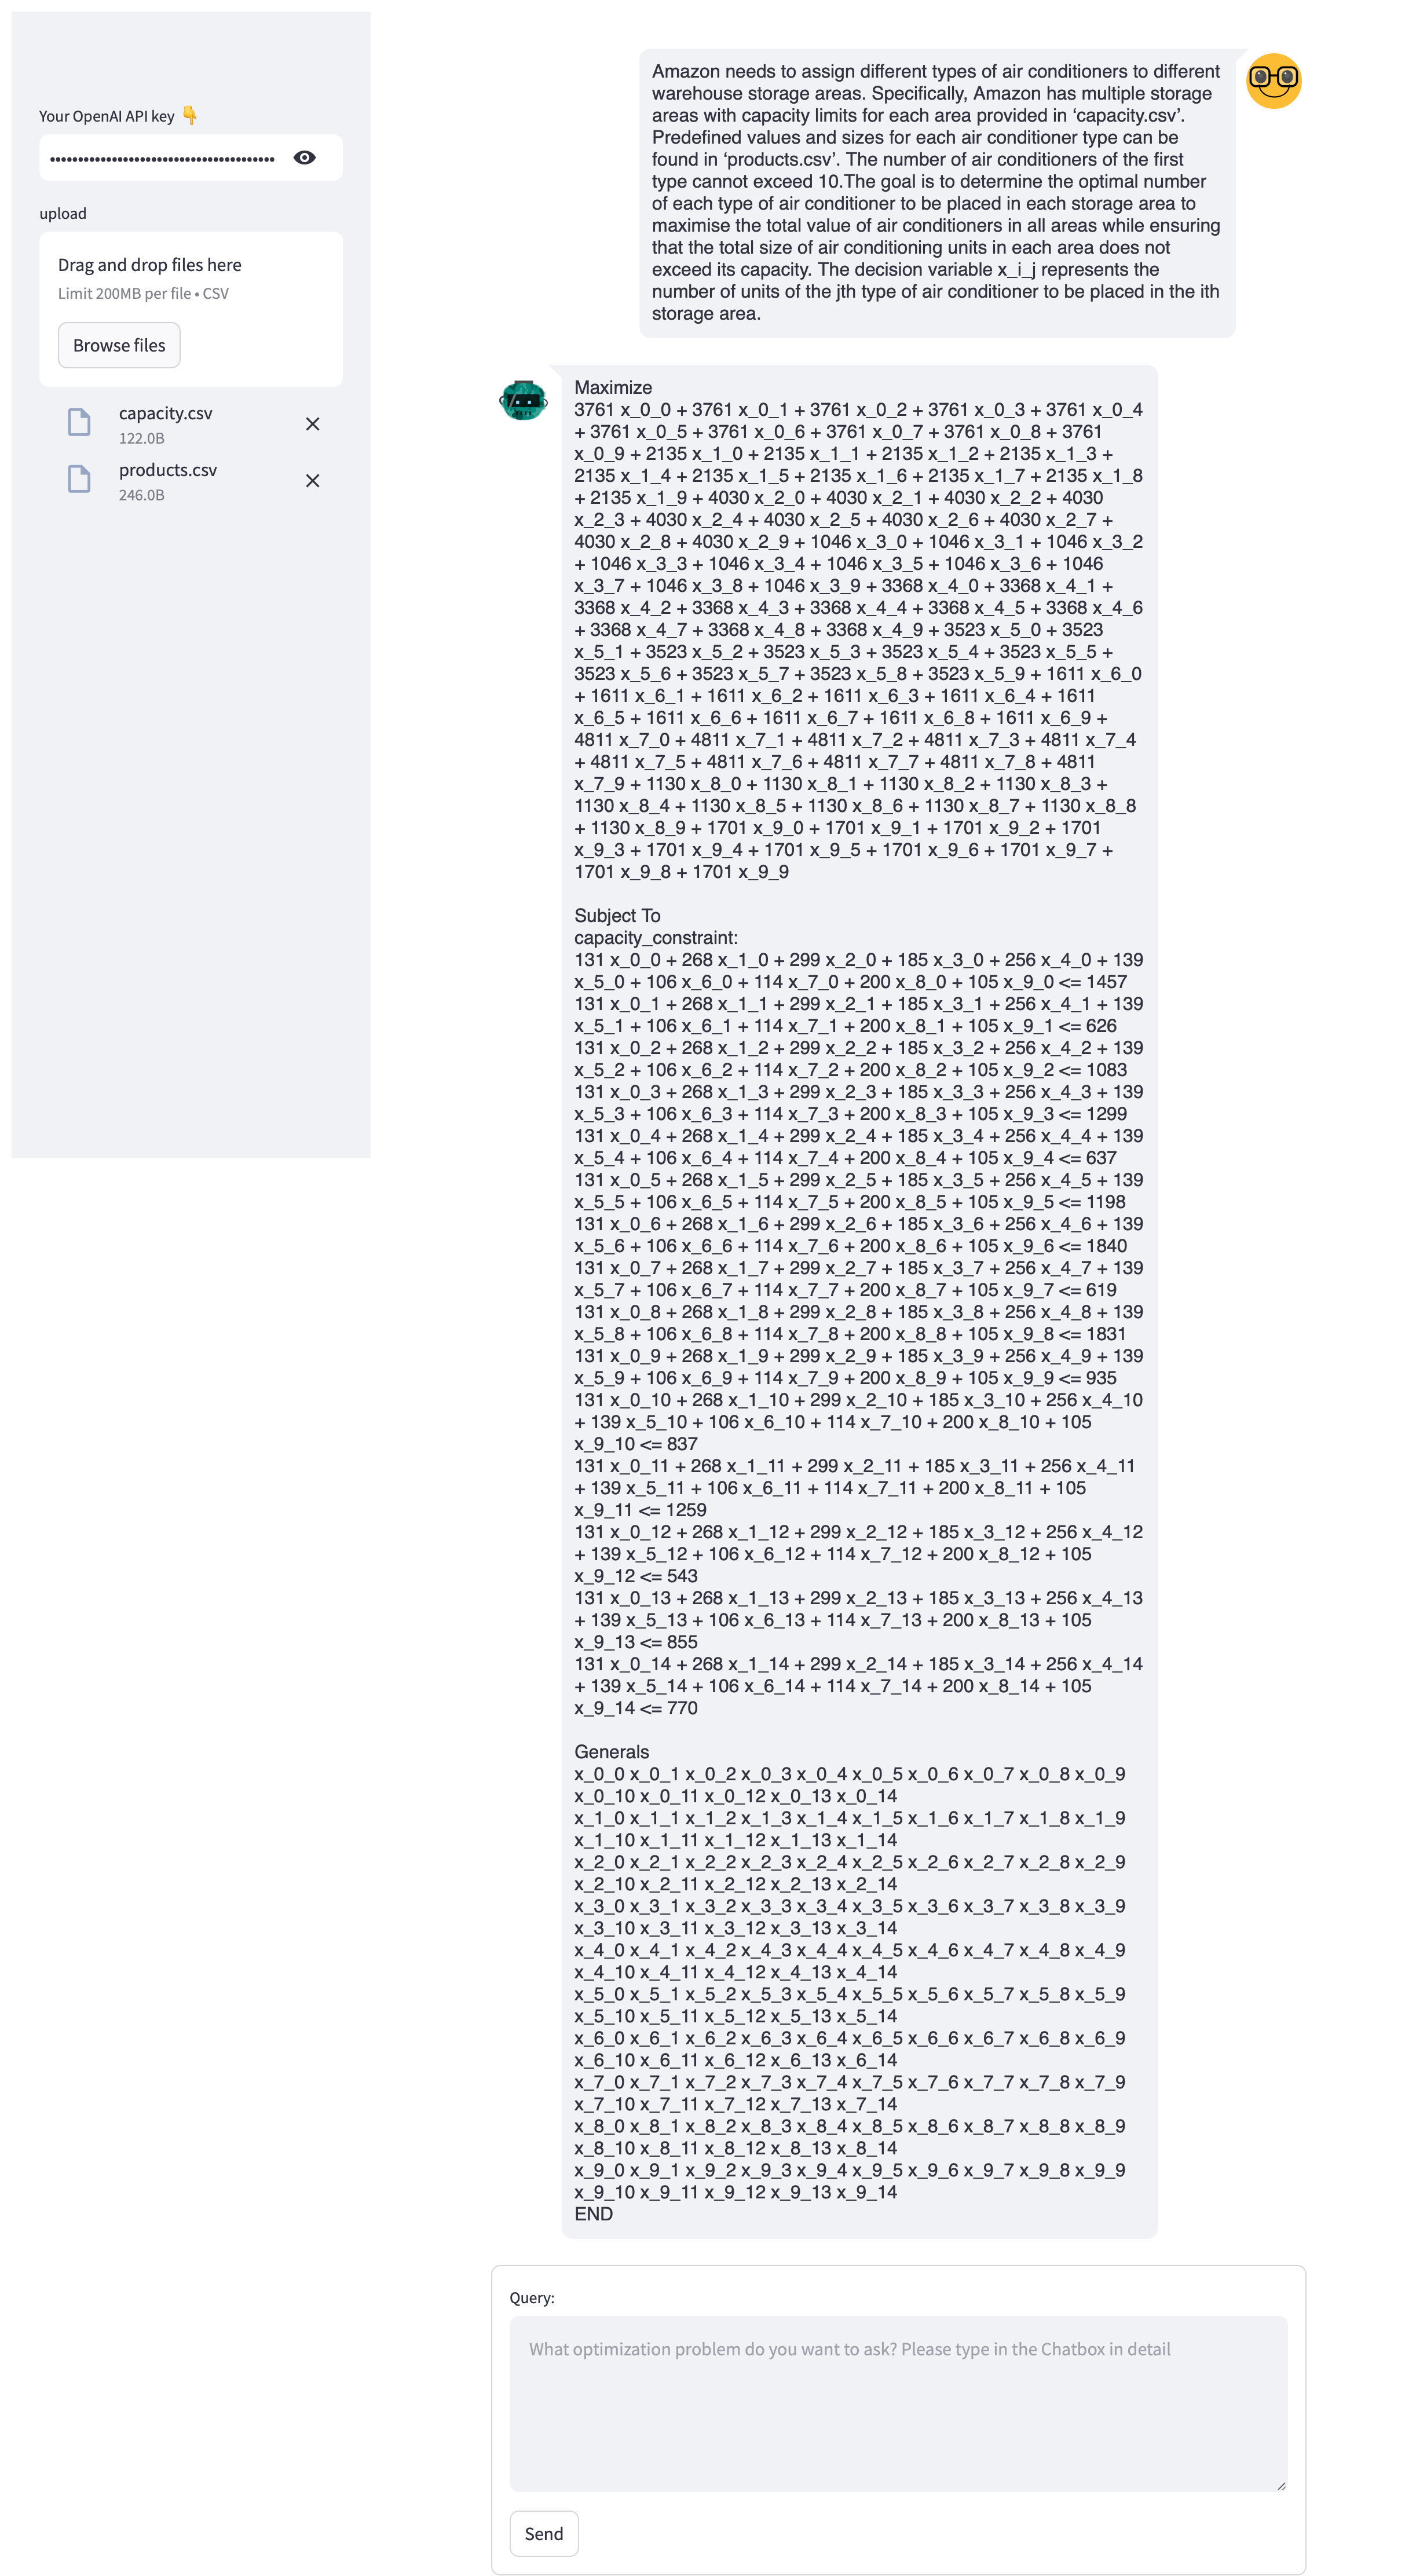 Your OpenAI API key 👇
••••••••••••••••••••••••••••••••••••••••
upload
Drag and drop files here
Limit 200MB per file • CSV
Browse files
capacity.csv
122.0B
products.csv
246.0B
Amazon needs to assign different types of air conditioners to different
warehouse storage areas. Specifically, Amazon has multiple storage
areas with capacity limits for each area provided in ‘capacity.csv’.
Predefined values and sizes for each air conditioner type can be
found in ‘products.csv’. The number of air conditioners of the first
type cannot exceed 10.The goal is to determine the optimal number
of each type of air conditioner to be placed in each storage area to
maximise the total value of air conditioners in all areas while ensuring
that the total size of air conditioning units in each area does not
exceed its capacity. The decision variable x_i_j represents the
number of units of the jth type of air conditioner to be placed in the ith
storage area.
Maximize
3761 x_0_0 + 3761 x_0_1 + 3761 x_0_2 + 3761 x_0_3 + 3761 x_0_4
+ 3761 x_0_5 + 3761 x_0_6 + 3761 x_0_7 + 3761 x_0_8 + 3761
x_0_9 + 2135 x_1_0 + 2135 x_1_1 + 2135 x_1_2 + 2135 x_1_3 +
2135 x_1_4 + 2135 x_1_5 + 2135 x_1_6 + 2135 x_1_7 + 2135 x_1_8
+ 2135 x_1_9 + 4030 x_2_0 + 4030 x_2_1 + 4030 x_2_2 + 4030
x_2_3 + 4030 x_2_4 + 4030 x_2_5 + 4030 x_2_6 + 4030 x_2_7 +
4030 x_2_8 + 4030 x_2_9 + 1046 x_3_0 + 1046 x_3_1 + 1046 x_3_2
+ 1046 x_3_3 + 1046 x_3_4 + 1046 x_3_5 + 1046 x_3_6 + 1046
x_3_7 + 1046 x_3_8 + 1046 x_3_9 + 3368 x_4_0 + 3368 x_4_1 +
3368 x_4_2 + 3368 x_4_3 + 3368 x_4_4 + 3368 x_4_5 + 3368 x_4_6
+ 3368 x_4_7 + 3368 x_4_8 + 3368 x_4_9 + 3523 x_5_0 + 3523
x_5_1 + 3523 x_5_2 + 3523 x_5_3 + 3523 x_5_4 + 3523 x_5_5 +
3523 x_5_6 + 3523 x_5_7 + 3523 x_5_8 + 3523 x_5_9 + 1611 x_6_0
+ 1611 x_6_1 + 1611 x_6_2 + 1611 x_6_3 + 1611 x_6_4 + 1611
x_6_5 + 1611 x_6_6 + 1611 x_6_7 + 1611 x_6_8 + 1611 x_6_9 +
4811 x_7_0 + 4811 x_7_1 + 4811 x_7_2 + 4811 x_7_3 + 4811 x_7_4
+ 4811 x_7_5 + 4811 x_7_6 + 4811 x_7_7 + 4811 x_7_8 + 4811
x_7_9 + 1130 x_8_0 + 1130 x_8_1 + 1130 x_8_2 + 1130 x_8_3 +
1130 x_8_4 + 1130 x_8_5 + 1130 x_8_6 + 1130 x_8_7 + 1130 x_8_8
+ 1130 x_8_9 + 1701 x_9_0 + 1701 x_9_1 + 1701 x_9_2 + 1701
x_9_3 + 1701 x_9_4 + 1701 x_9_5 + 1701 x_9_6 + 1701 x_9_7 +
1701 x_9_8 + 1701 x_9_9
Subject To
capacity_constraint:
131 x_0_0 + 268 x_1_0 + 299 x_2_0 + 185 x_3_0 + 256 x_4_0 + 139
x_5_0 + 106 x_6_0 + 114 x_7_0 + 200 x_8_0 + 105 x_9_0 <= 1457
131 x_0_1 + 268 x_1_1 + 299 x_2_1 + 185 x_3_1 + 256 x_4_1 + 139
x_5_1 + 106 x_6_1 + 114 x_7_1 + 200 x_8_1 + 105 x_9_1 <= 626
131 x_0_2 + 268 x_1_2 + 299 x_2_2 + 185 x_3_2 + 256 x_4_2 + 139
x_5_2 + 106 x_6_2 + 114 x_7_2 + 200 x_8_2 + 105 x_9_2 <= 1083
131 x_0_3 + 268 x_1_3 + 299 x_2_3 + 185 x_3_3 + 256 x_4_3 + 139
x_5_3 + 106 x_6_3 + 114 x_7_3 + 200 x_8_3 + 105 x_9_3 <= 1299
131 x_0_4 + 268 x_1_4 + 299 x_2_4 + 185 x_3_4 + 256 x_4_4 + 139
x_5_4 + 106 x_6_4 + 114 x_7_4 + 200 x_8_4 + 105 x_9_4 <= 637
131 x_0_5 + 268 x_1_5 + 299 x_2_5 + 185 x_3_5 + 256 x_4_5 + 139
x_5_5 + 106 x_6_5 + 114 x_7_5 + 200 x_8_5 + 105 x_9_5 <= 1198
131 x_0_6 + 268 x_1_6 + 299 x_2_6 + 185 x_3_6 + 256 x_4_6 + 139
x_5_6 + 106 x_6_6 + 114 x_7_6 + 200 x_8_6 + 105 x_9_6 <= 1840
131 x_0_7 + 268 x_1_7 + 299 x_2_7 + 185 x_3_7 + 256 x_4_7 + 139
x_5_7 + 106 x_6_7 + 114 x_7_7 + 200 x_8_7 + 105 x_9_7 <= 619
131 x_0_8 + 268 x_1_8 + 299 x_2_8 + 185 x_3_8 + 256 x_4_8 + 139
x_5_8 + 106 x_6_8 + 114 x_7_8 + 200 x_8_8 + 105 x_9_8 <= 1831
131 x_0_9 + 268 x_1_9 + 299 x_2_9 + 185 x_3_9 + 256 x_4_9 + 139
x_5_9 + 106 x_6_9 + 114 x_7_9 + 200 x_8_9 + 105 x_9_9 <= 935
131 x_0_10 + 268 x_1_10 + 299 x_2_10 + 185 x_3_10 + 256 x_4_10
+ 139 x_5_10 + 106 x_6_10 + 114 x_7_10 + 200 x_8_10 + 105
x_9_10 <= 837
131 x_0_11 + 268 x_1_11 + 299 x_2_11 + 185 x_3_11 + 256 x_4_11
+ 139 x_5_11 + 106 x_6_11 + 114 x_7_11 + 200 x_8_11 + 105
x_9_11 <= 1259
131 x_0_12 + 268 x_1_12 + 299 x_2_12 + 185 x_3_12 + 256 x_4_12
+ 139 x_5_12 + 106 x_6_12 + 114 x_7_12 + 200 x_8_12 + 105
x_9_12 <= 543
131 x_0_13 + 268 x_1_13 + 299 x_2_13 + 185 x_3_13 + 256 x_4_13
+ 139 x_5_13 + 106 x_6_13 + 114 x_7_13 + 200 x_8_13 + 105
x_9_13 <= 855
131 x_0_14 + 268 x_1_14 + 299 x_2_14 + 185 x_3_14 + 256 x_4_14
+ 139 x_5_14 + 106 x_6_14 + 114 x_7_14 + 200 x_8_14 + 105
x_9_14 <= 770
Generals
x_0_0 x_0_1 x_0_2 x_0_3 x_0_4 x_0_5 x_0_6 x_0_7 x_0_8 x_0_9
x_0_10 x_0_11 x_0_12 x_0_13 x_0_14
x_1_0 x_1_1 x_1_2 x_1_3 x_1_4 x_1_5 x_1_6 x_1_7 x_1_8 x_1_9
x_1_10 x_1_11 x_1_12 x_1_13 x_1_14
x_2_0 x_2_1 x_2_2 x_2_3 x_2_4 x_2_5 x_2_6 x_2_7 x_2_8 x_2_9
x_2_10 x_2_11 x_2_12 x_2_13 x_2_14
x_3_0 x_3_1 x_3_2 x_3_3 x_3_4 x_3_5 x_3_6 x_3_7 x_3_8 x_3_9
x_3_10 x_3_11 x_3_12 x_3_13 x_3_14
x_4_0 x_4_1 x_4_2 x_4_3 x_4_4 x_4_5 x_4_6 x_4_7 x_4_8 x_4_9
x_4_10 x_4_11 x_4_12 x_4_13 x_4_14
x_5_0 x_5_1 x_5_2 x_5_3 x_5_4 x_5_5 x_5_6 x_5_7 x_5_8 x_5_9
x_5_10 x_5_11 x_5_12 x_5_13 x_5_14
x_6_0 x_6_1 x_6_2 x_6_3 x_6_4 x_6_5 x_6_6 x_6_7 x_6_8 x_6_9
x_6_10 x_6_11 x_6_12 x_6_13 x_6_14
x_7_0 x_7_1 x_7_2 x_7_3 x_7_4 x_7_5 x_7_6 x_7_7 x_7_8 x_7_9
x_7_10 x_7_11 x_7_12 x_7_13 x_7_14
x_8_0 x_8_1 x_8_2 x_8_3 x_8_4 x_8_5 x_8_6 x_8_7 x_8_8 x_8_9
x_8_10 x_8_11 x_8_12 x_8_13 x_8_14
x_9_0 x_9_1 x_9_2 x_9_3 x_9_4 x_9_5 x_9_6 x_9_7 x_9_8 x_9_9
x_9_10 x_9_11 x_9_12 x_9_13 x_9_14
END
Query:
What optimization problem do you want to ask? Please type in the Chatbox in detail
Send